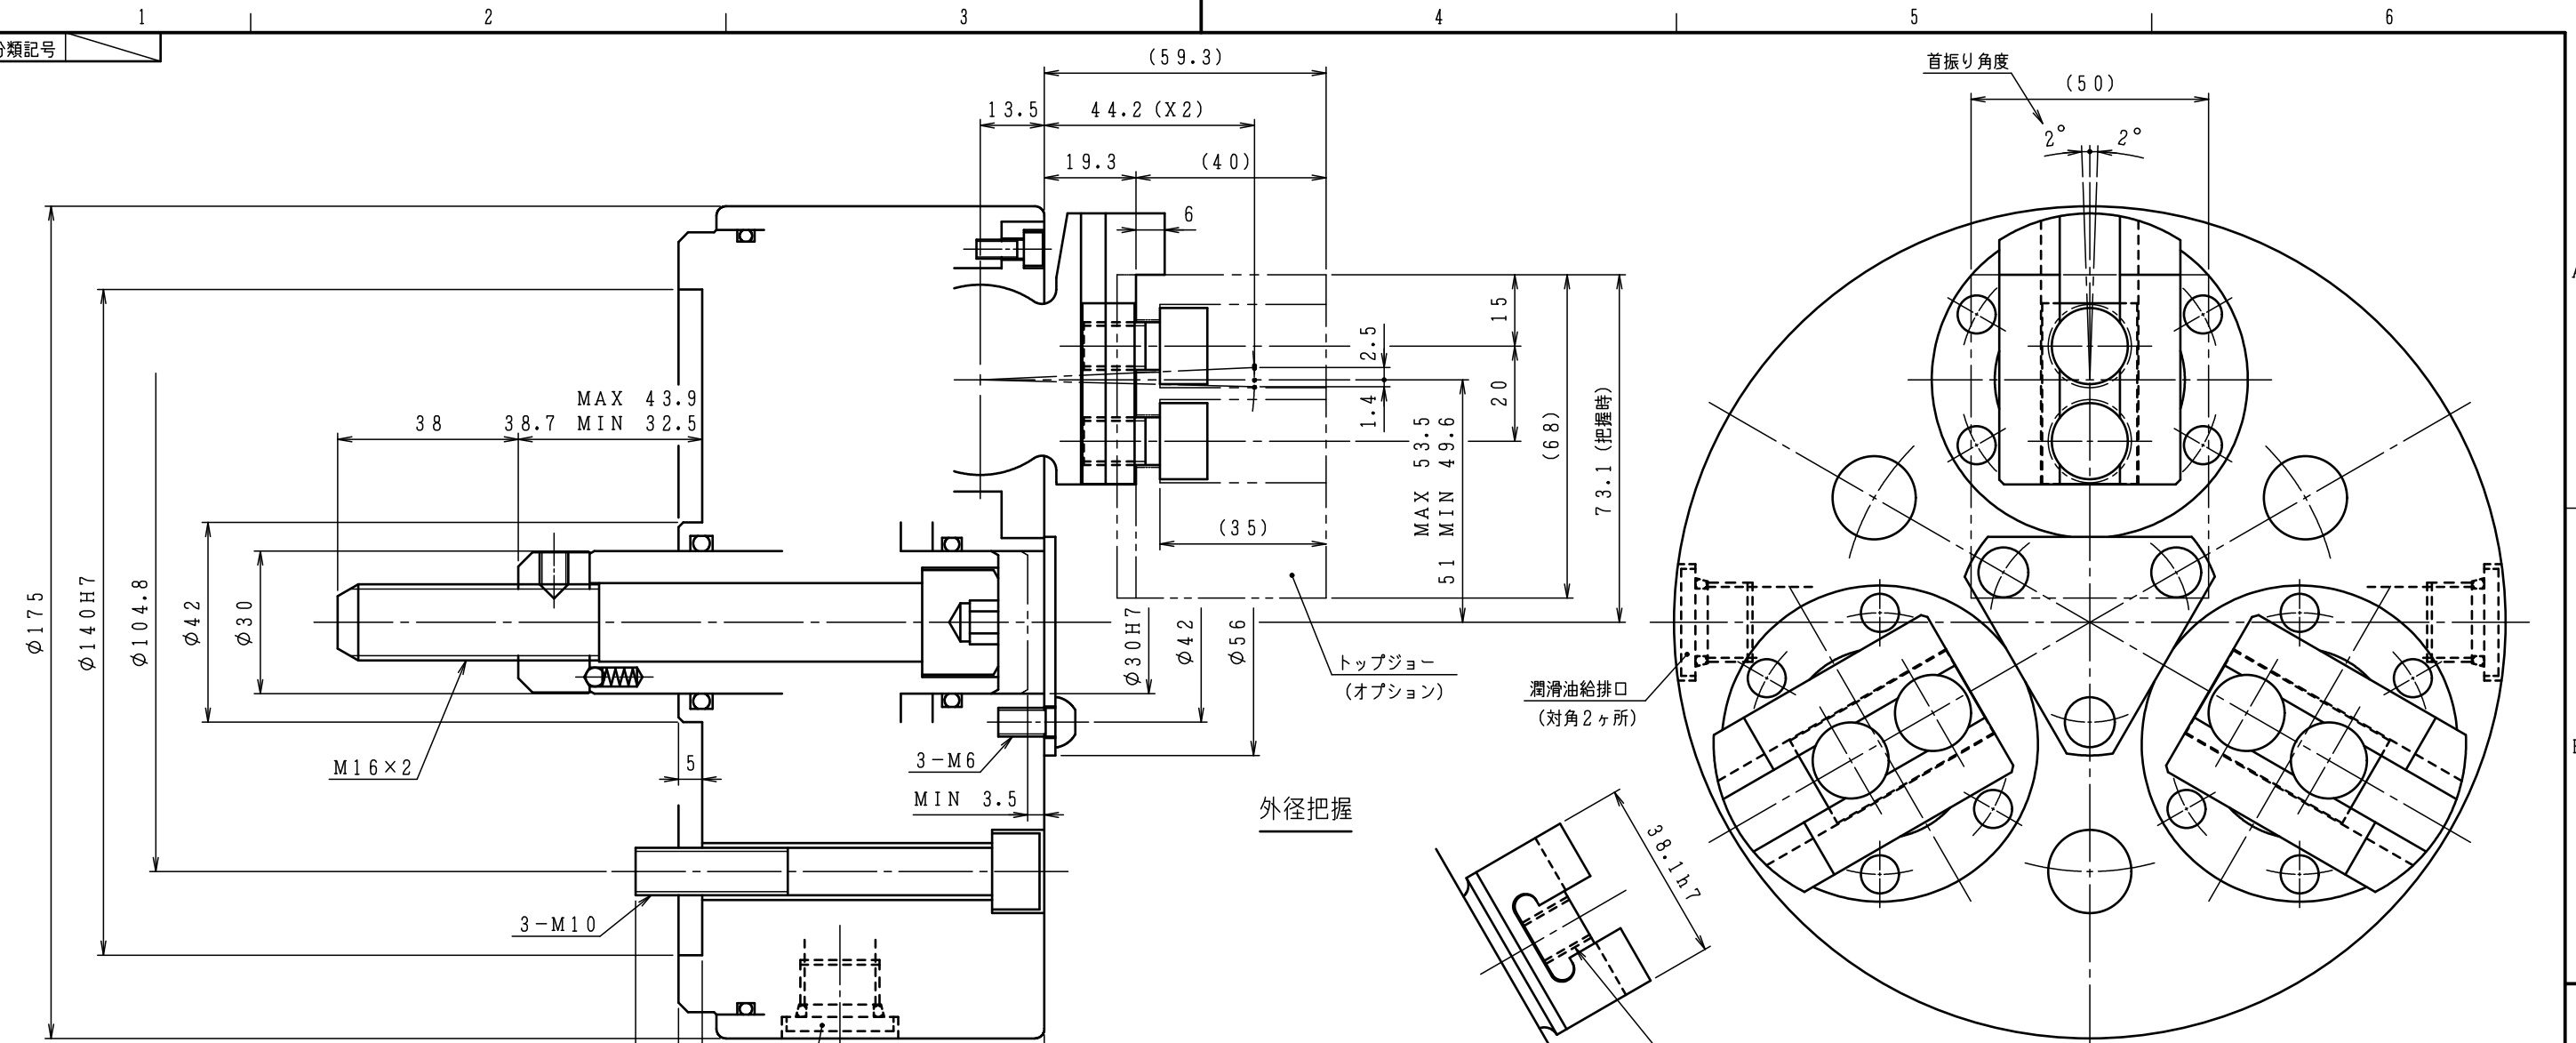 1 2 3 4 5 6
分類記号
(59.3)
首振り角度
(50)
13.5 44.2(X2)
2° 2°
19.3 (40)
6
15
2.5
MAX 43.9
38 38.7 MIN 32.5
20
1.4
MAX 53.5
51 MIN 49.6
(68)
73.1(把握時)
(35)
φ175
φ140H7
φ104.8
φ42
φ30
φ30H7
φ42
φ56
トップジョー
(オプション)
潤滑油給排口
(対角2ヶ所)
M16×2
5
3-M6
MIN 3.5
外径把握
38.1h7
3-M10